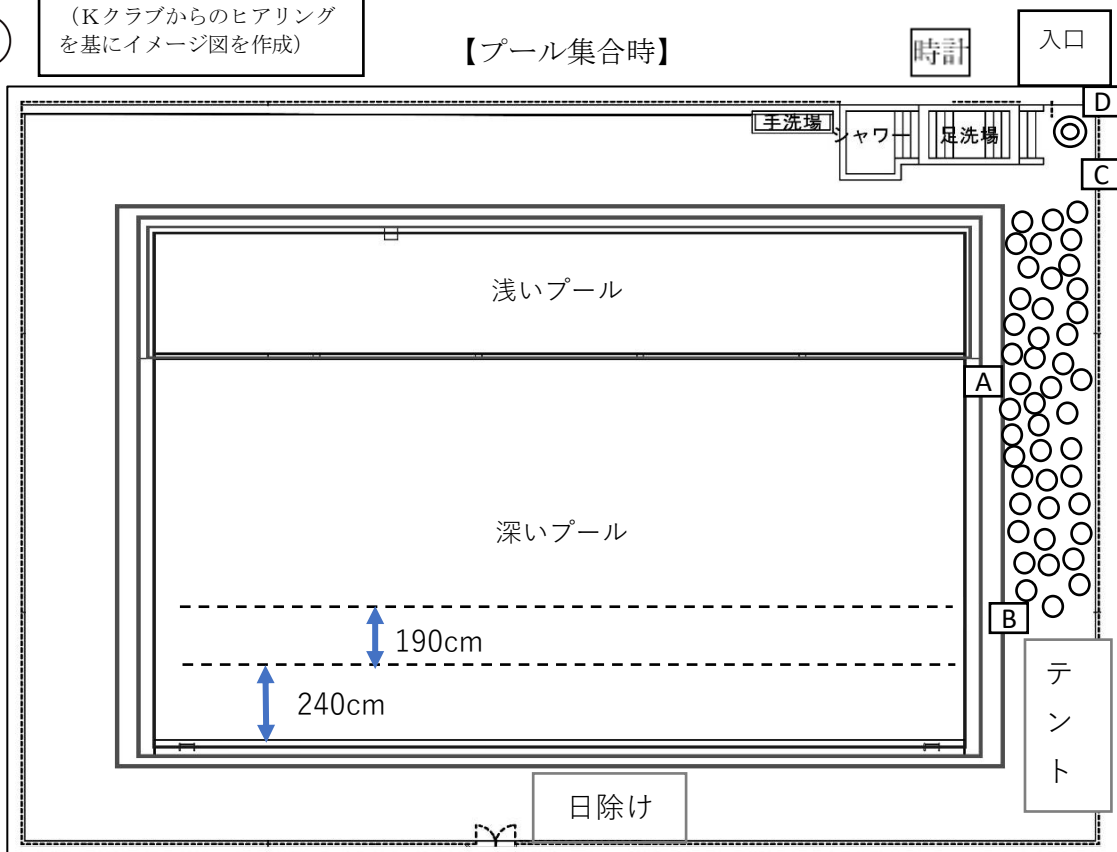 （Kクラブからのヒアリング
を基にイメージ図を作成）
【プール集合時】
時計
入口
D
手洗場
シャワー
足洗場
C
浅いプール
A
深いプール
B
190cm
240cm
テント
日除け